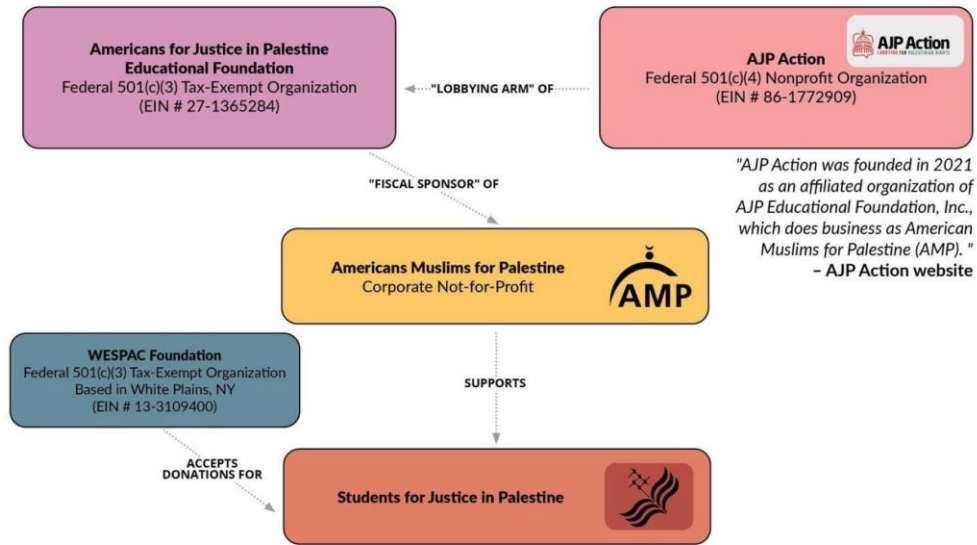 Americans for Justice in Palestine
Educational Foundation
Federal 501(c)(3) Tax-Exempt Organization
(EIN # 27-1365284)
"LOBBYING ARM" OF
AJP Action
FIGHTING FOR PALESTINIAN RIGHTS
AJP Action
Federal 501(c)(4) Nonprofit Organization
(EIN # 86-1772909)
"AJP Action was founded in 2021
as an affiliated organization of
AJP Educational Foundation, Inc.,
which does business as American
Muslims for Palestine (AMP). "
– AJP Action website
"FISCAL SPONSOR" OF
Americans Muslims for Palestine
Corporate Not-for-Profit
AMP
WESPAC Foundation
Federal 501(c)(3) Tax-Exempt Organization
Based in White Plains, NY
(EIN # 13-3109400)
SUPPORTS
ACCEPTS
DONATIONS FOR
Students for Justice in Palestine